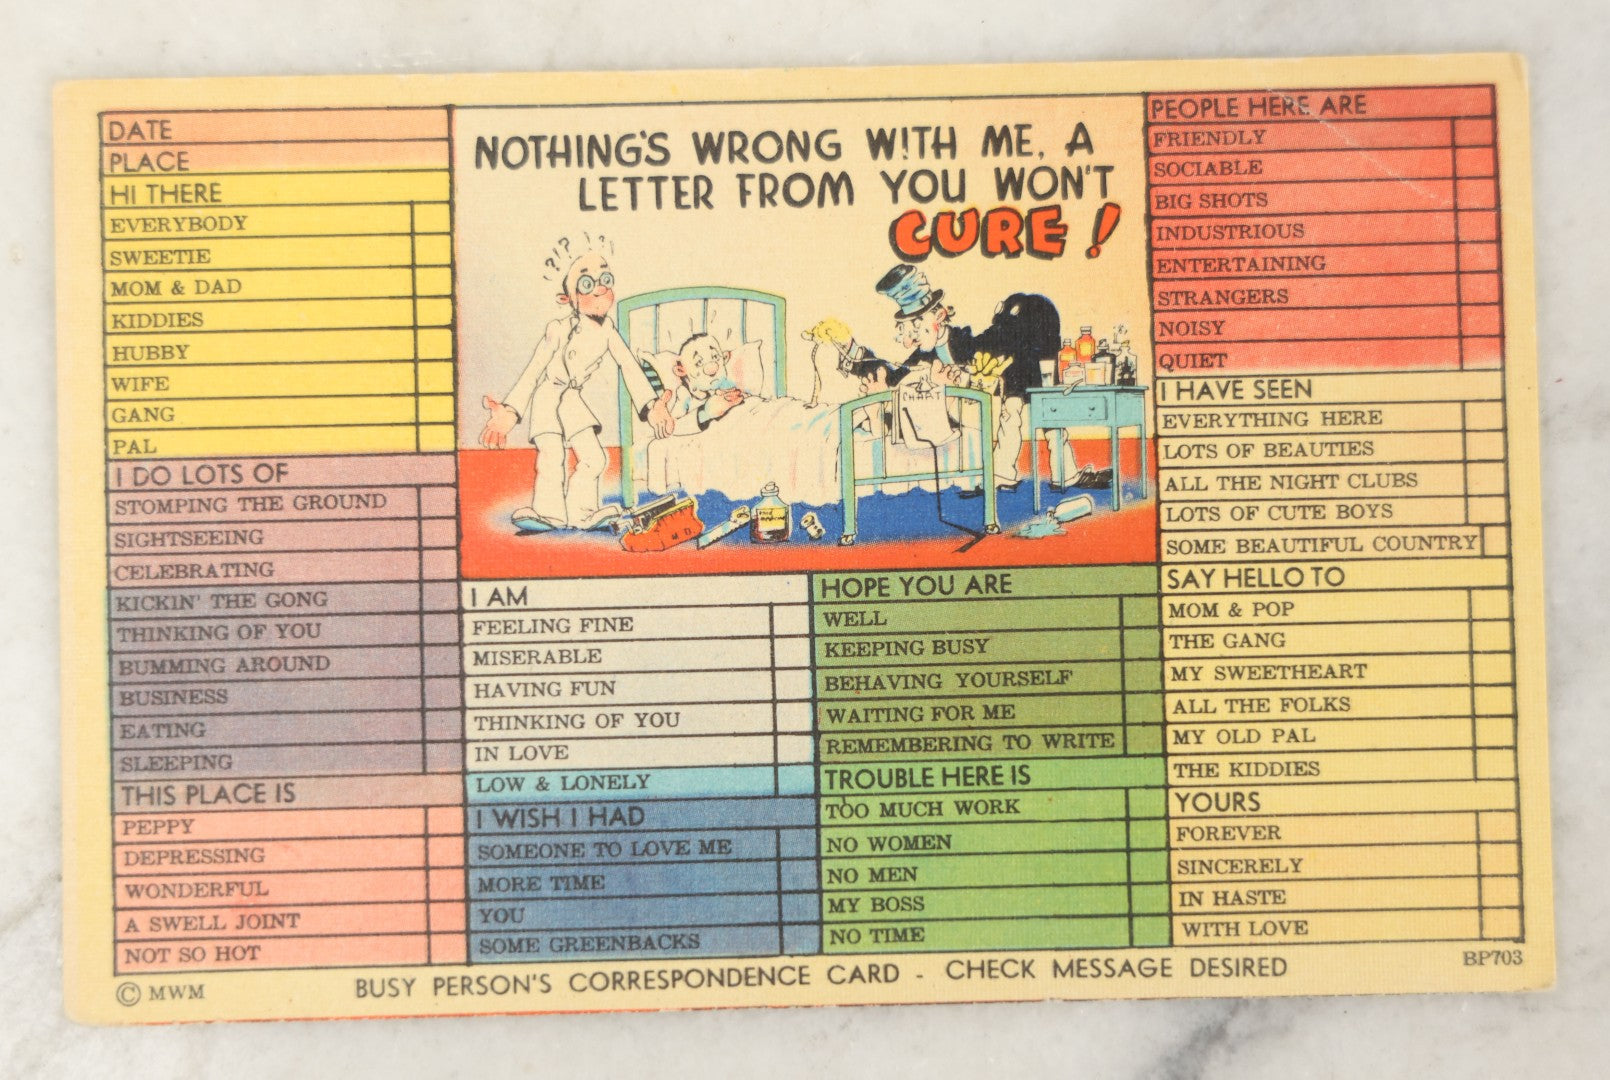 DATE
PLACE
HI THERE
EVERYBODY
SWEETIE
MOM & DAD
KIDDIES
HUBBY
WIFE
GANG
PAL
I DO LOTS OF
STOMPING THE GROUND
SIGHTSEEING
CELEBRATING
KICKIN' THE GONG
THINKING OF YOU
BUMMING AROUND
BUSINESS
EATING
SLEEPING
THIS PLACE IS
PEPPY
DEPRESSING
WONDERFUL
A SWELL JOINT
NOT SO HOT
NOTHING'S WRONG WITH ME, A
LETTER FROM YOU WON'T
CURE!
!?!? !?
CHART
M.D.
I AM
FEELING FINE
MISERABLE
HAVING FUN
THINKING OF YOU
IN LOVE
LOW & LONELY
I WISH I HAD
SOMEONE TO LOVE ME
MORE TIME
YOU
SOME GREENBACKS
HOPE YOU ARE
WELL
KEEPING BUSY
BEHAVING YOURSELF
WAITING FOR ME
REMEMBERING TO WRITE
TROUBLE HERE IS
TOO MUCH WORK
NO WOMEN
NO MEN
MY BOSS
NO TIME
PEOPLE HERE ARE
FRIENDLY
SOCIABLE
BIG SHOTS
INDUSTRIOUS
ENTERTAINING
STRANGERS
NOISY
QUIET
I HAVE SEEN
EVERYTHING HERE
LOTS OF BEAUTIES
ALL THE NIGHT CLUBS
LOTS OF CUTE BOYS
SOME BEAUTIFUL COUNTRY
SAY HELLO TO
MOM & POP
THE GANG
MY SWEETHEART
ALL THE FOLKS
MY OLD PAL
THE KIDDIES
YOURS
FOREVER
SINCERELY
IN HASTE
WITH LOVE
© MWM
BUSY PERSON'S CORRESPONDENCE CARD - CHECK MESSAGE DESIRED
BP703